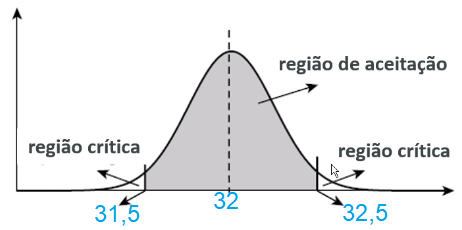 região de aceitação
região crítica
região crítica
31,5
32
32,5